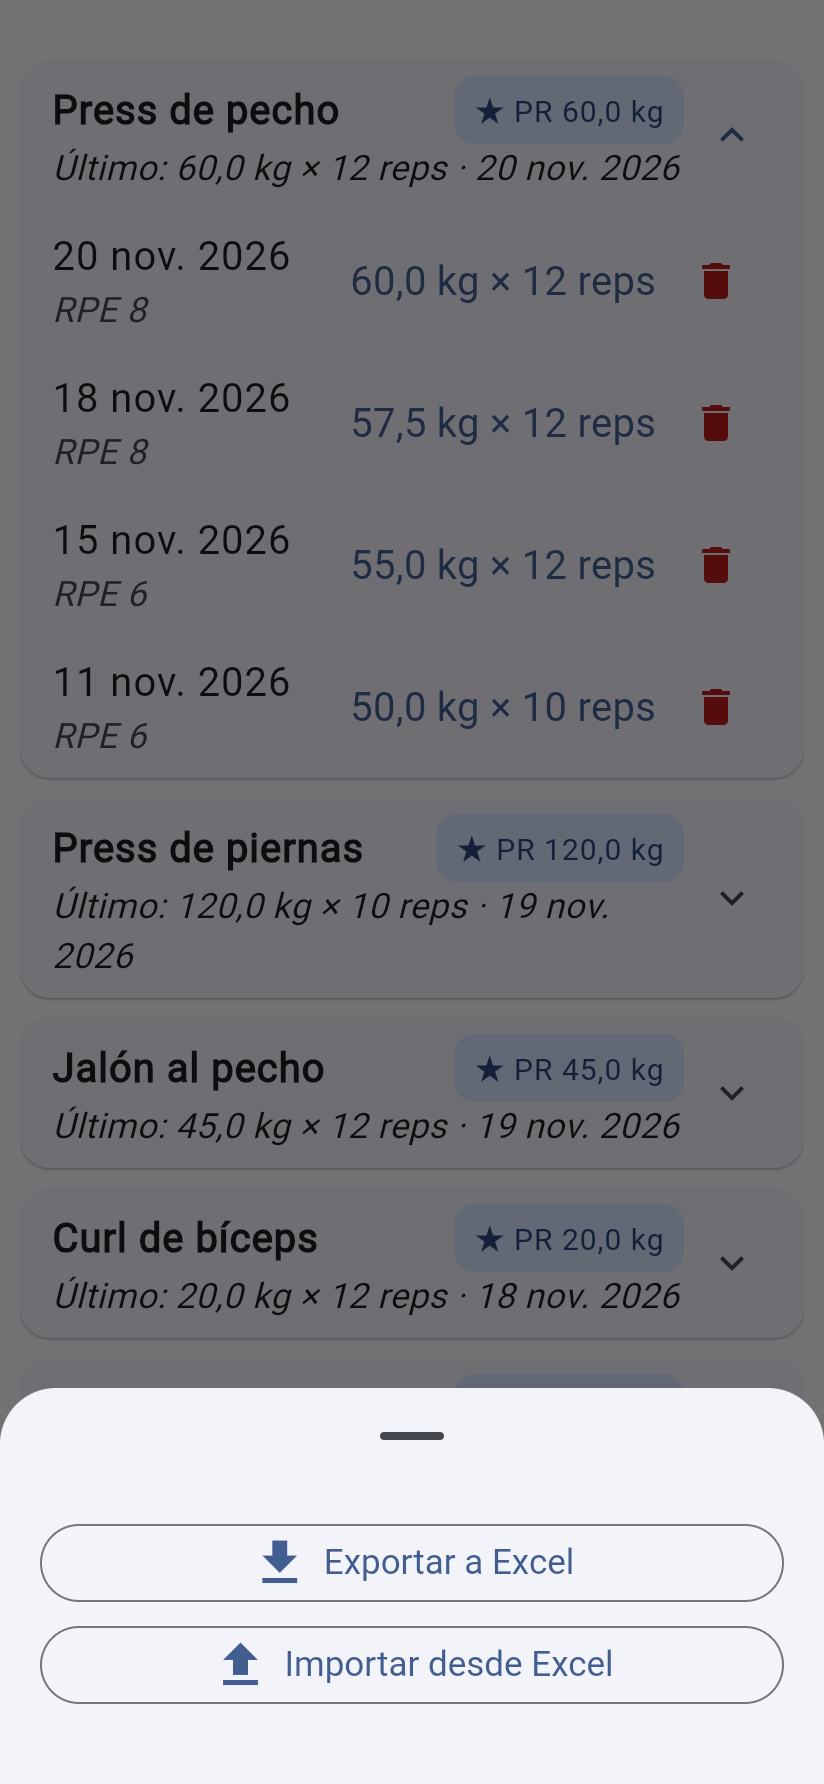 Press de pecho
★ PR 60,0 kg
Último: 60,0 kg × 12 reps · 20 nov. 2026
20 nov. 2026
RPE 8
60,0 kg × 12 reps
18 nov. 2026
RPE 8
57,5 kg × 12 reps
15 nov. 2026
RPE 6
55,0 kg × 12 reps
11 nov. 2026
RPE 6
50,0 kg × 10 reps
Press de piernas
★ PR 120,0 kg
Último: 120,0 kg × 10 reps · 19 nov.
2026
Jalón al pecho
★ PR 45,0 kg
Último: 45,0 kg × 12 reps · 19 nov. 2026
Curl de bíceps
★ PR 20,0 kg
Último: 20,0 kg × 12 reps · 18 nov. 2026
Exportar a Excel
Importar desde Excel